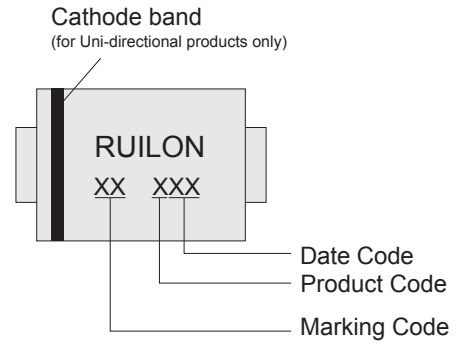 Cathode band
(for Uni-directional products only)
RUILON
XX XXX
Date Code
Product Code
Marking Code